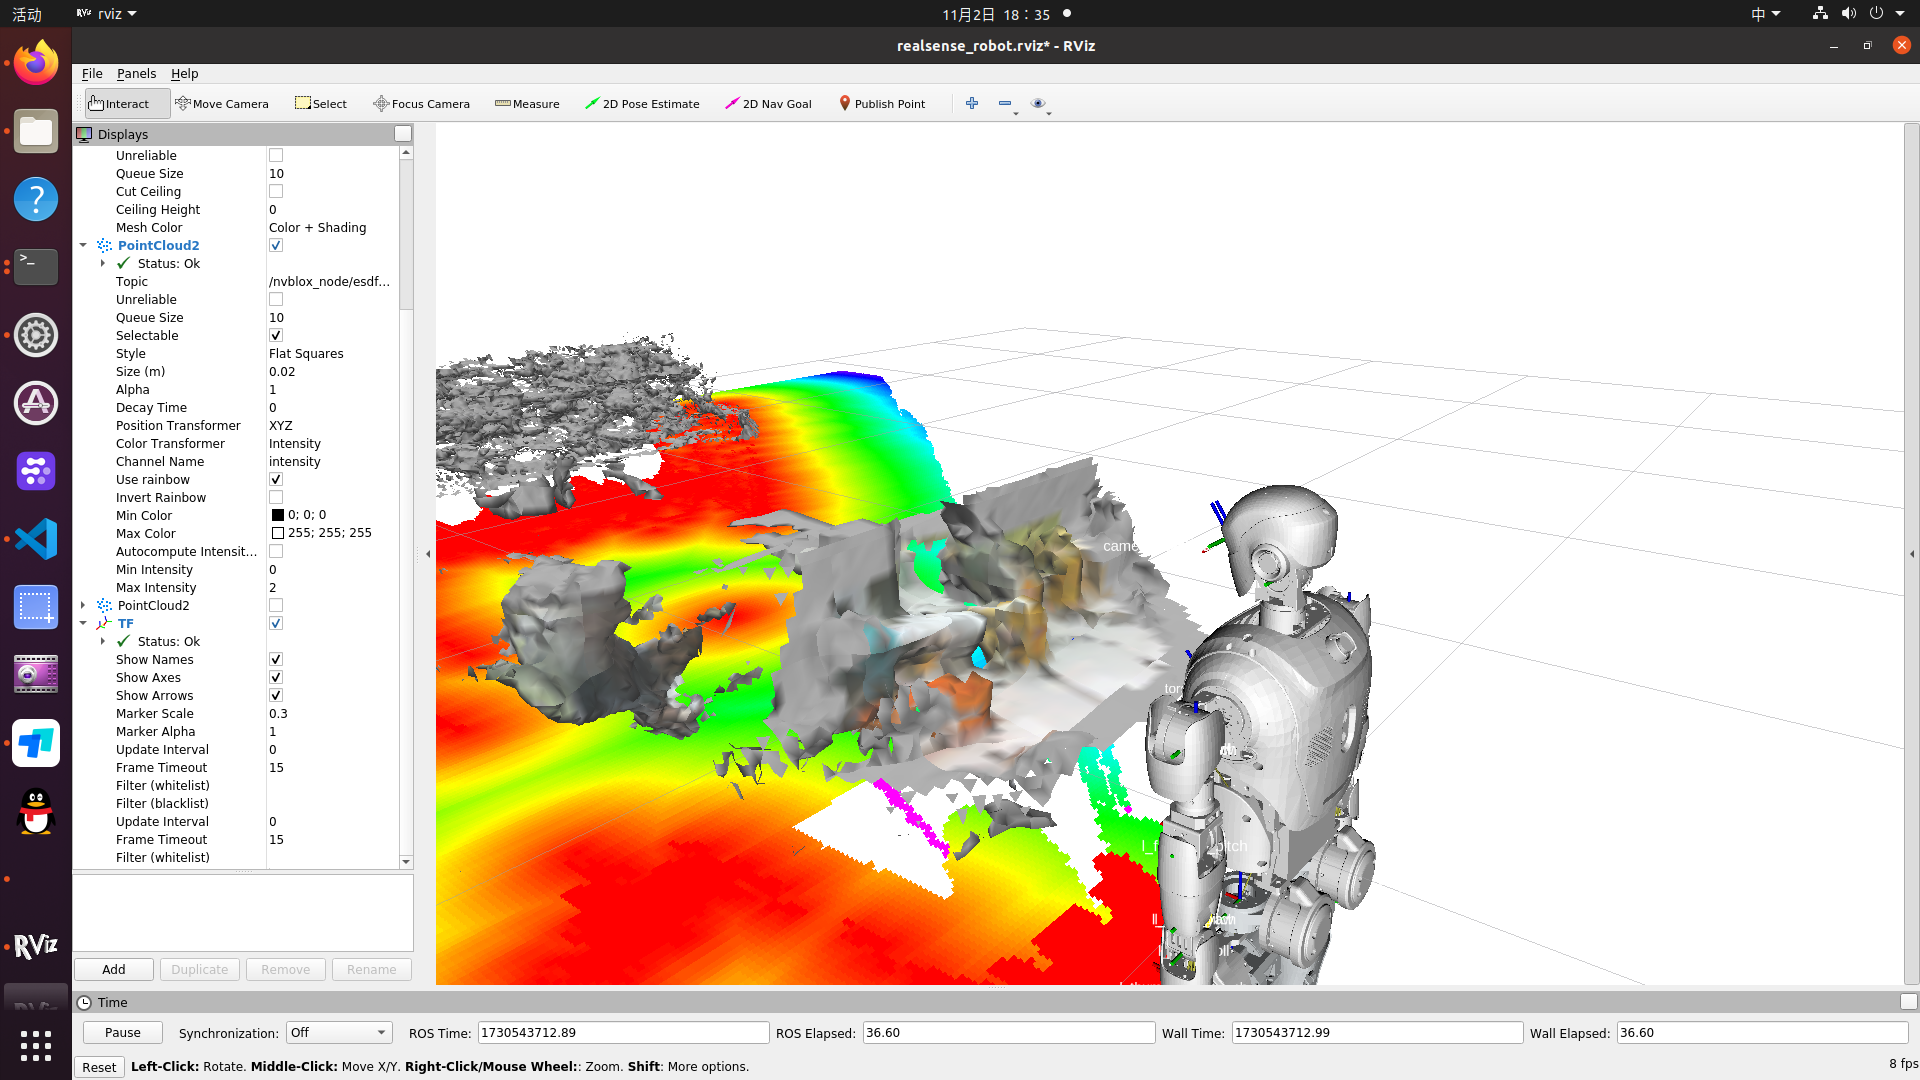 活动
rviz
11月2日 18：35
中
realsense_robot.rviz* - RViz
File Panels Help
Interact Move Camera Select Focus Camera Measure 2D Pose Estimate 2D Nav Goal Publish Point
Displays
Unreliable
Queue Size 10
Cut Ceiling
Ceiling Height 0
Mesh Color Color + Shading
PointCloud2
Status: Ok
Topic /nvblox_node/esdf...
Unreliable
Queue Size 10
Selectable
Style Flat Squares
Size (m) 0.02
Alpha 1
Decay Time 0
Position Transformer XYZ
Color Transformer Intensity
Channel Name intensity
Use rainbow
Invert Rainbow
Min Color 0; 0; 0
Max Color 255; 255; 255
Autocompute Intensit...
Min Intensity 0
Max Intensity 2
PointCloud2
TF
Status: Ok
Show Names
Show Axes
Show Arrows
Marker Scale 0.3
Marker Alpha 1
Update Interval 0
Frame Timeout 15
Filter (whitelist)
Filter (blacklist)
Update Interval 0
Frame Timeout 15
Filter (whitelist)
Add Duplicate Remove Rename
came
tor
pitch
RViz
Time
Pause Synchronization: Off ROS Time: 1730543712.89 ROS Elapsed: 36.60 Wall Time: 1730543712.99 Wall Elapsed: 36.60
Reset Left-Click: Rotate. Middle-Click: Move X/Y. Right-Click/Mouse Wheel:: Zoom. Shift: More options. 8 fps